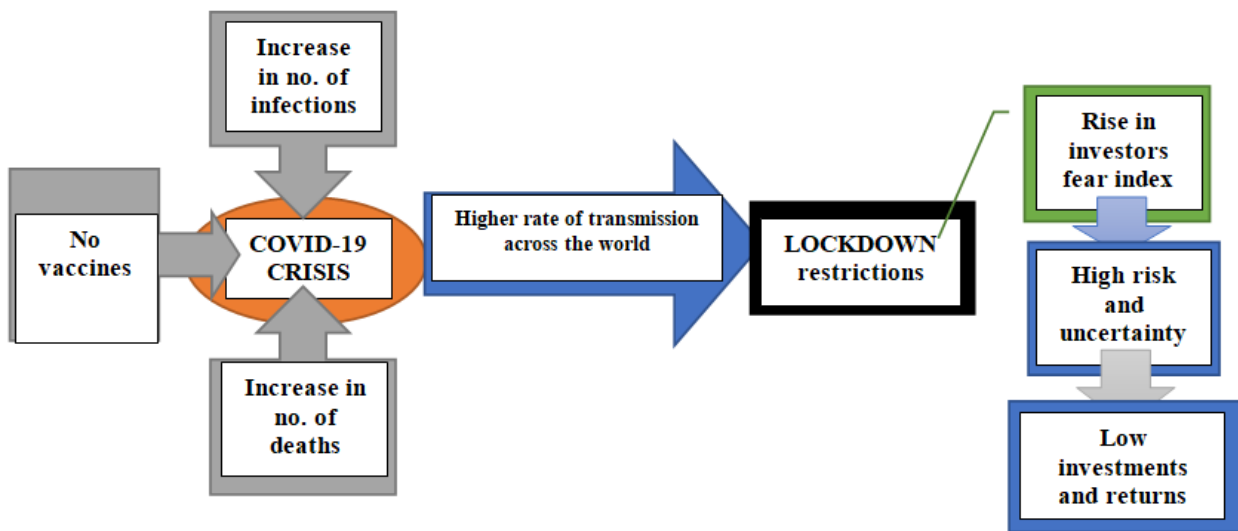 Increase
in no. of
infections
No
vaccines
COVID-19
CRISIS
Increase in
no. of
deaths
Higher rate of transmission
across the world
LOCKDOWN
restrictions
Rise in
investors
fear index
High risk
and
uncertainty
Low
investments
and returns